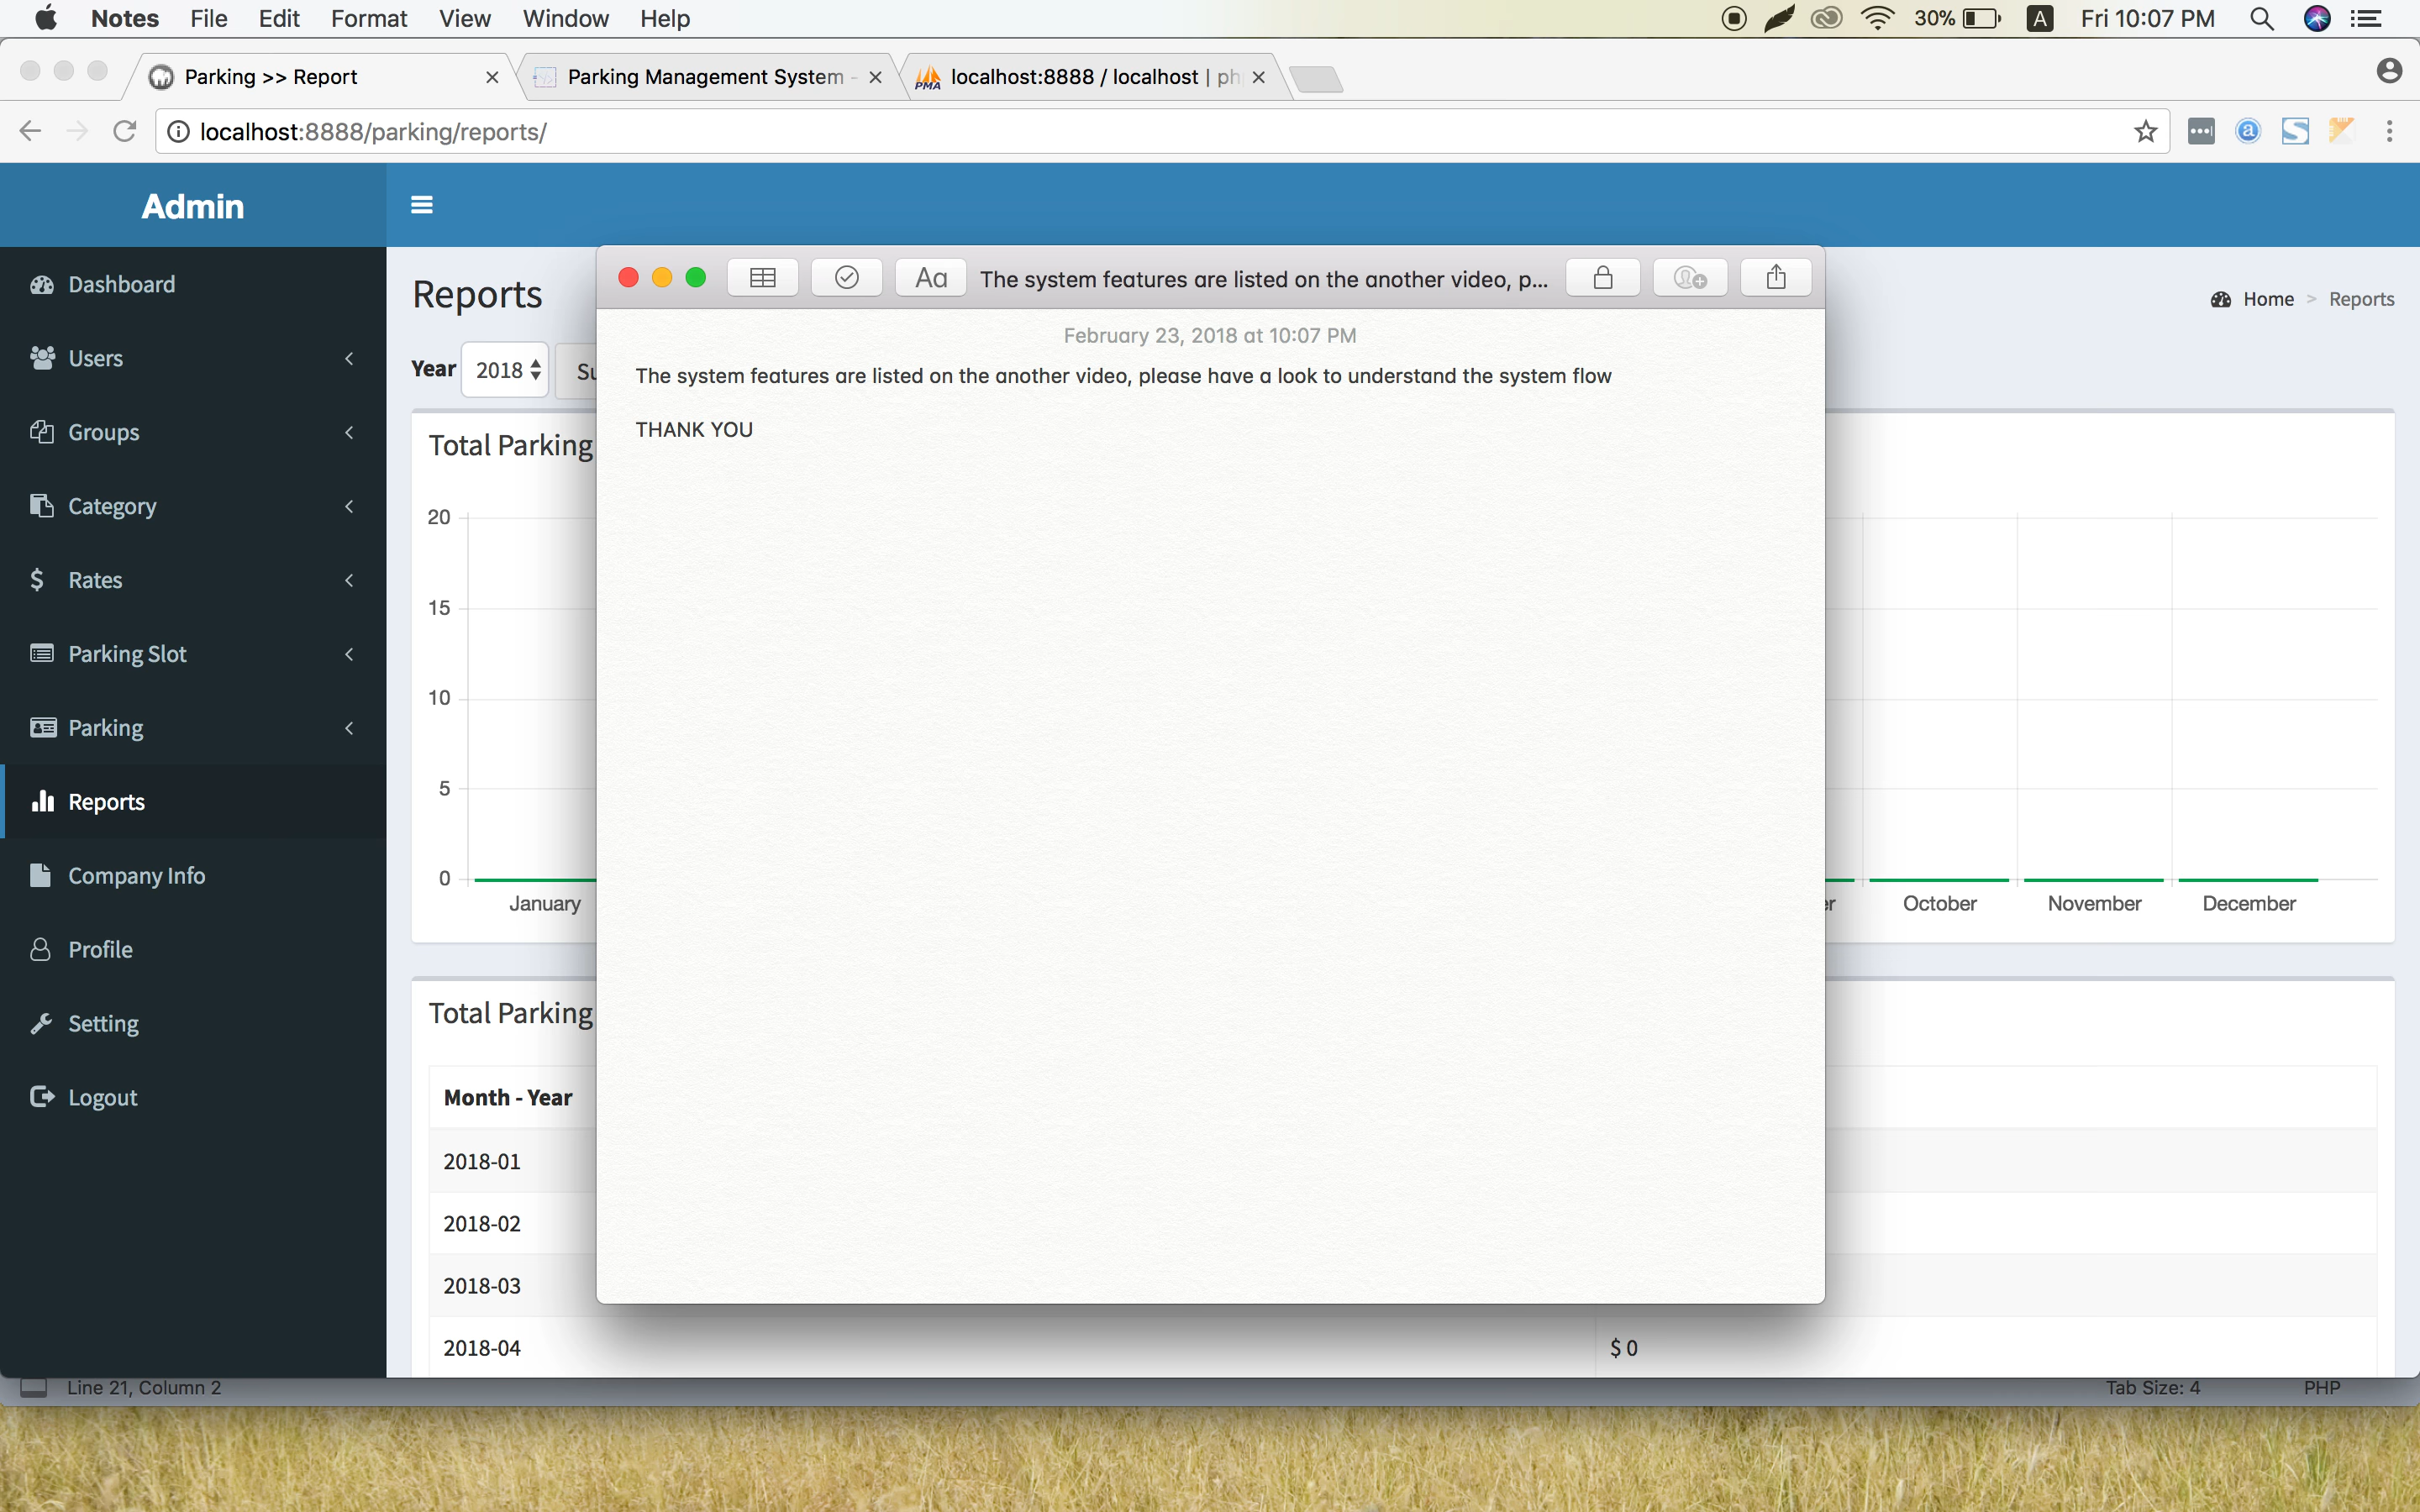 Notes File Edit Format View Window Help 30% A Fri 10:07 PM
Parking >> Report Parking Management System - localhost:8888 / localhost | ph
PMA
localhost:8888/parking/reports/
Admin
Dashboard
Users
Groups
Category
Rates
Parking Slot
Parking
Reports
Company Info
Profile
Setting
Logout
Reports
Home > Reports
Year 2018 Su
Total Parking
20
15
10
5
0
January er October November December
Total Parking
Month - Year
2018-01
2018-02
2018-03
2018-04 $ 0
Aa The system features are listed on the another video, p...
February 23, 2018 at 10:07 PM
The system features are listed on the another video, please have a look to understand the system flow
THANK YOU
Line 21, Column 2 Tab Size: 4 PHP